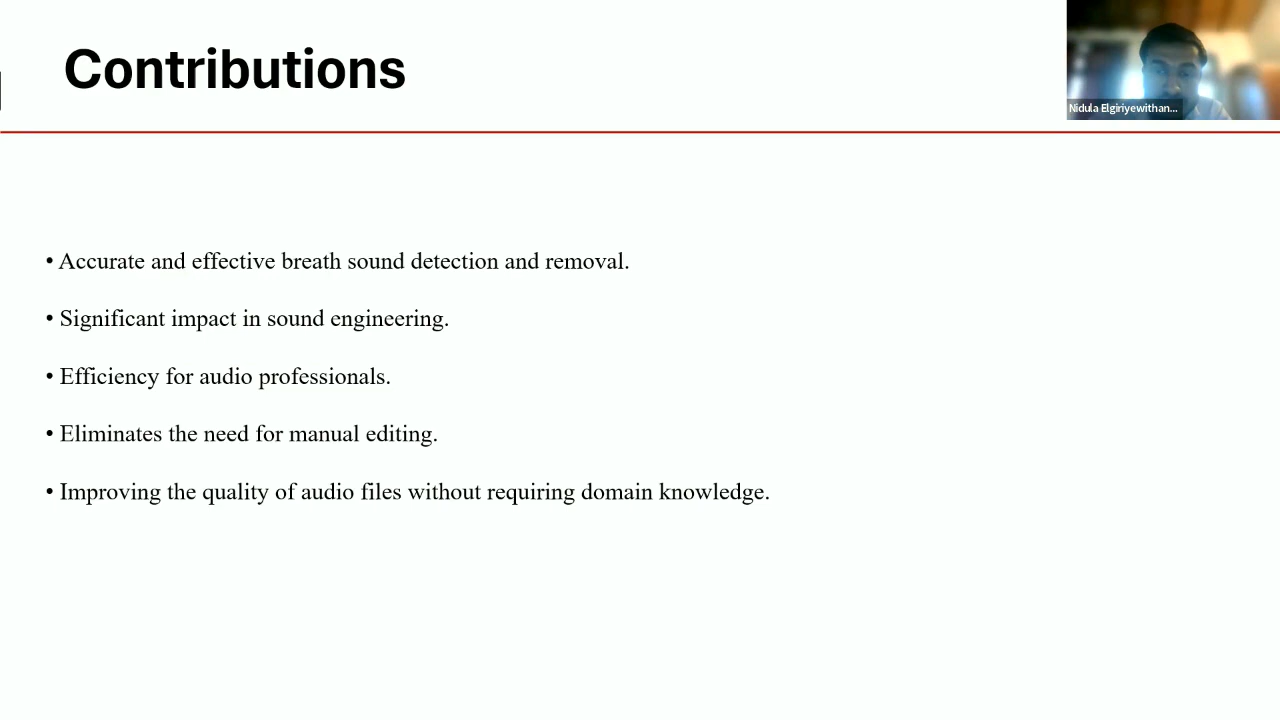 Contributions
Nidula Elgiriyewithan...
• Accurate and effective breath sound detection and removal.
• Significant impact in sound engineering.
• Efficiency for audio professionals.
• Eliminates the need for manual editing.
• Improving the quality of audio files without requiring domain knowledge.